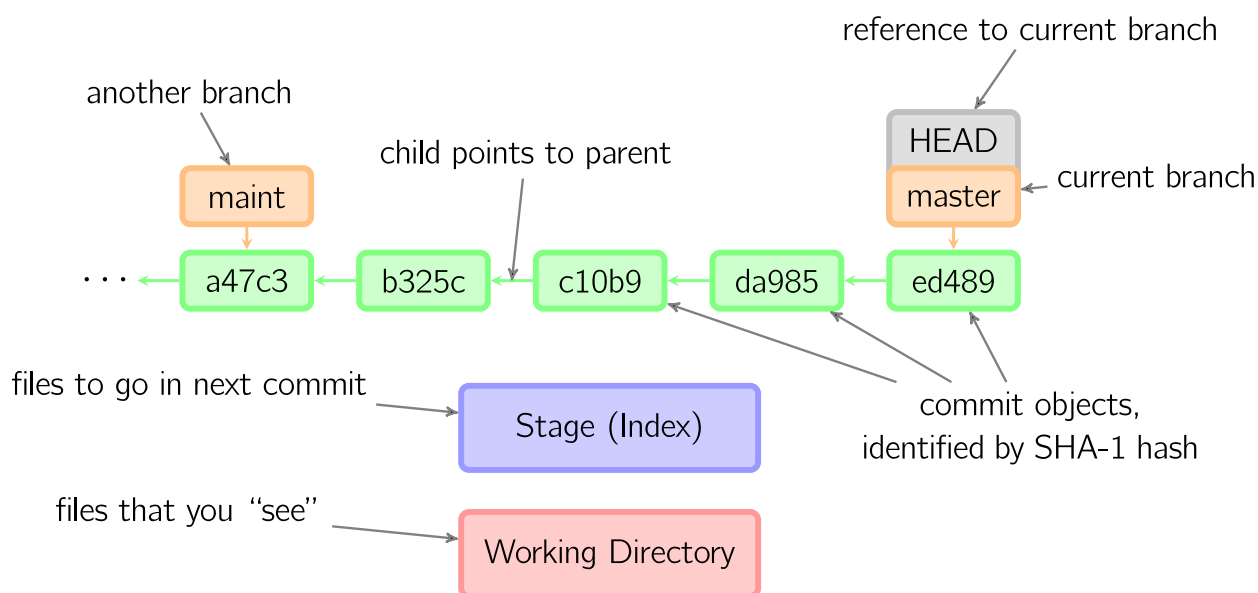 reference to current branch
another branch
HEAD
child points to parent
maint
master
current branch
· · ·
a47c3
b325c
c10b9
da985
ed489
files to go in next commit
Stage (Index)
commit objects,
identified by SHA-1 hash
files that you “see”
Working Directory